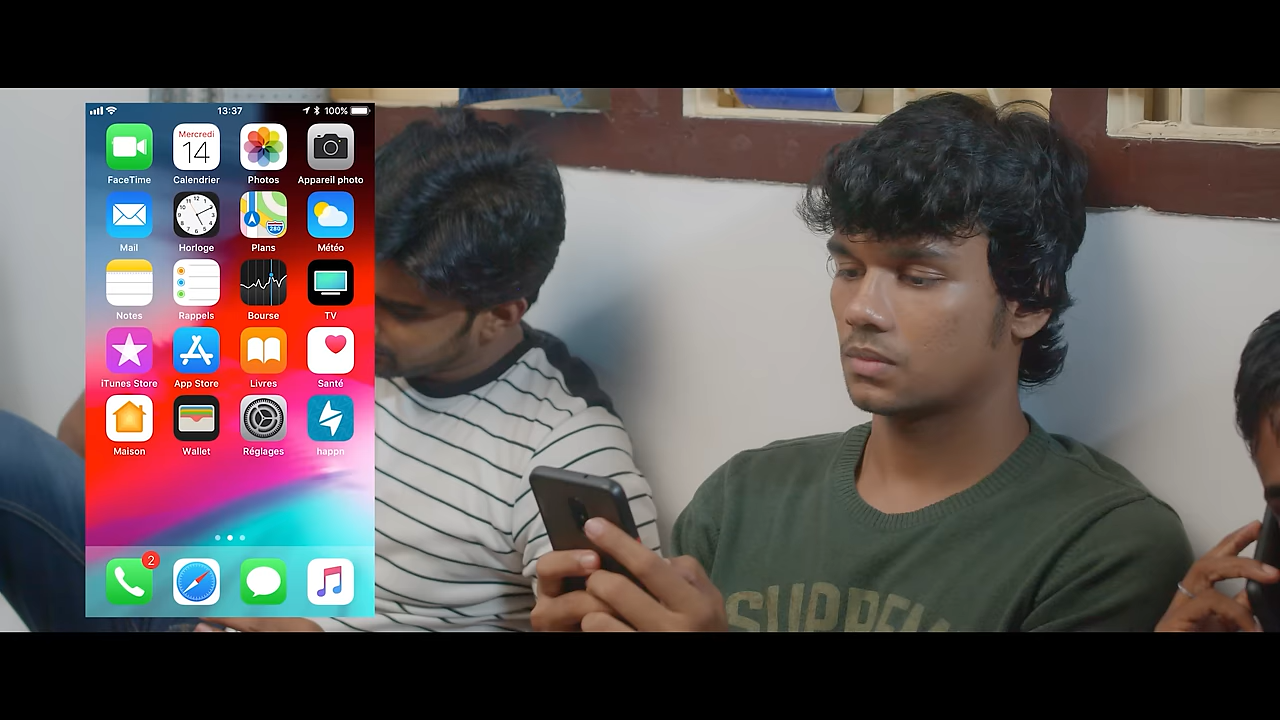 13:37 100%
Mercredi
14
FaceTime Calendrier Photos Appareil photo
280
Mail Horloge Plans Météo
Notes Rappels Bourse TV
iTunes Store App Store Livres Santé
Maison Wallet Réglages happn
2